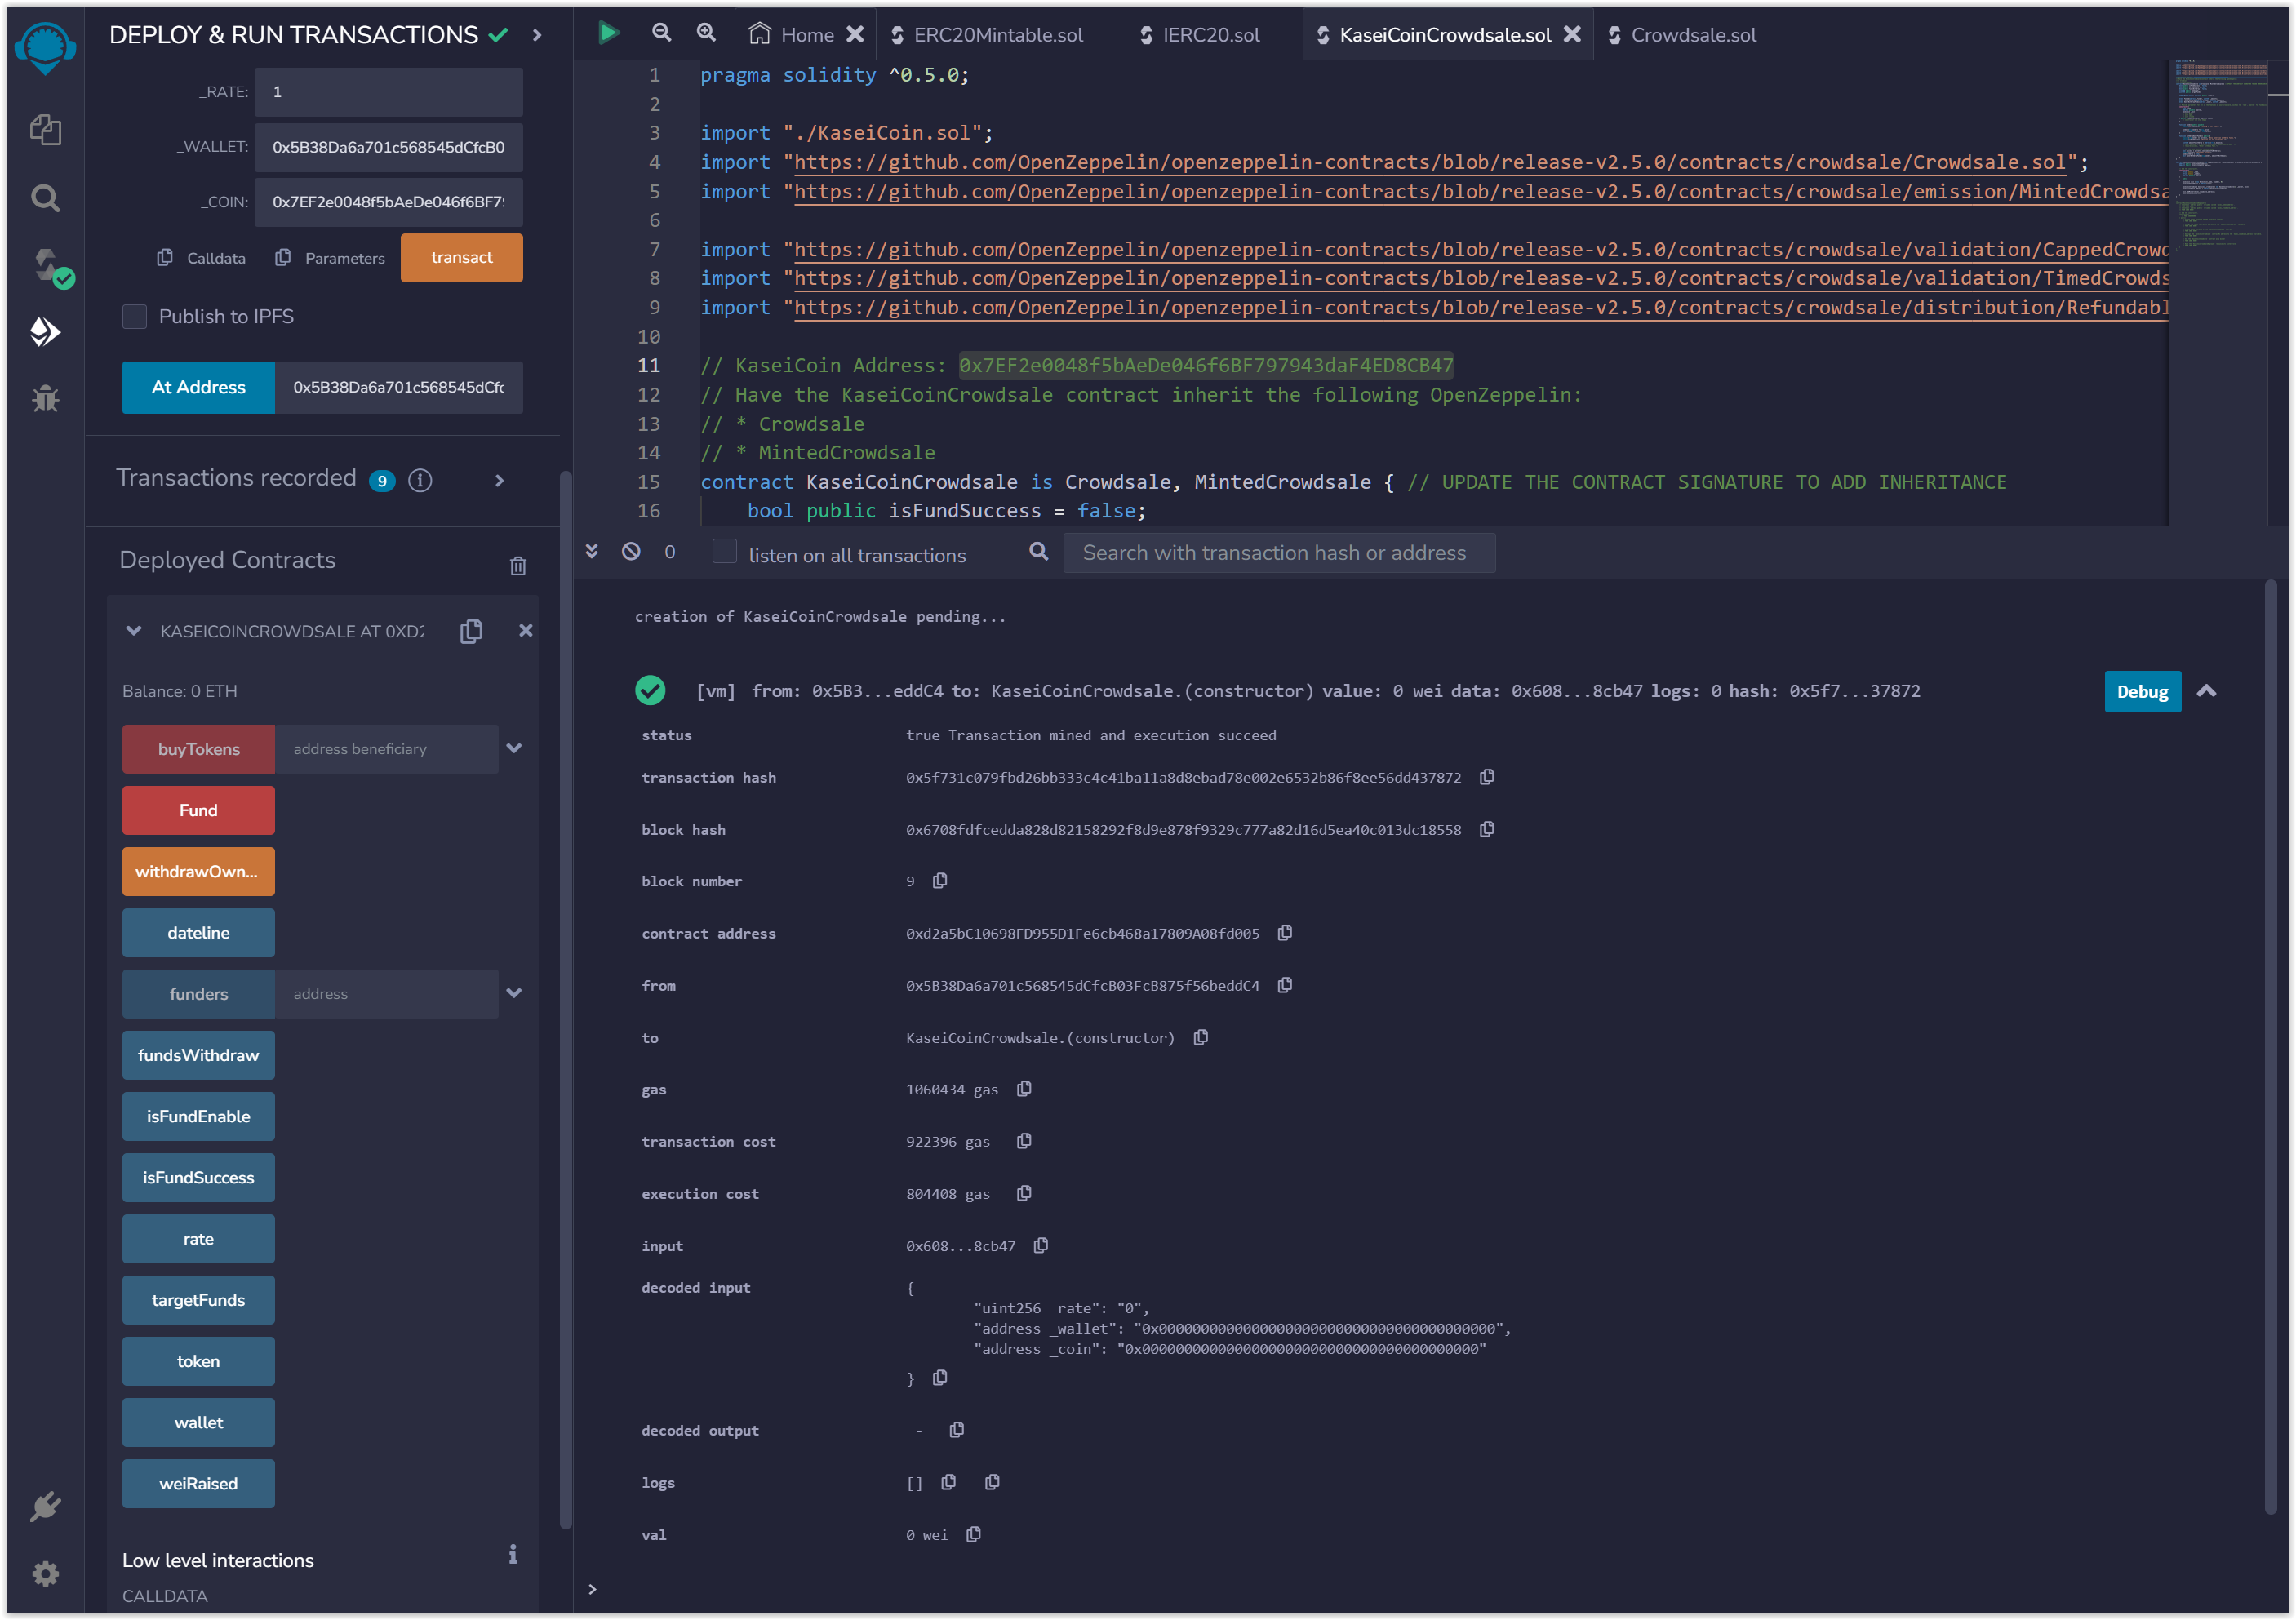 DEPLOY & RUN TRANSACTIONS
_RATE: 1
_WALLET: 0x5B38Da6a701c568545dCfcB0
_COIN: 0x7EF2e0048f5bAeDe046f6BF79
Calldata Parameters transact
Publish to IPFS
At Address 0x5B38Da6a701c568545dCfc
Transactions recorded 9 i
Deployed Contracts
KASEICOINCROWDSALE AT 0XD2
Balance: 0 ETH
buyTokens address beneficiary
Fund
withdrawOwn...
dateline
funders address
fundsWithdraw
isFundEnable
isFundSuccess
rate
targetFunds
token
wallet
weiRaised
Low level interactions i
CALLDATA
Home ERC20Mintable.sol IERC20.sol KaseiCoinCrowdsale.sol Crowdsale.sol
1 pragma solidity ^0.5.0;
2
3 import "./KaseiCoin.sol";
4 import "https://github.com/OpenZeppelin/openzeppelin-contracts/blob/release-v2.5.0/contracts/crowdsale/Crowdsale.sol";
5 import "https://github.com/OpenZeppelin/openzeppelin-contracts/blob/release-v2.5.0/contracts/crowdsale/emission/MintedCrowdsa
6
7 import "https://github.com/OpenZeppelin/openzeppelin-contracts/blob/release-v2.5.0/contracts/crowdsale/validation/CappedCrowd
8 import "https://github.com/OpenZeppelin/openzeppelin-contracts/blob/release-v2.5.0/contracts/crowdsale/validation/TimedCrowds
9 import "https://github.com/OpenZeppelin/openzeppelin-contracts/blob/release-v2.5.0/contracts/crowdsale/distribution/Refundabl
10
11 // KaseiCoin Address: 0x7EF2e0048f5bAeDe046f6BF797943daF4ED8CB47
12 // Have the KaseiCoinCrowdsale contract inherit the following OpenZeppelin:
13 // * Crowdsale
14 // * MintedCrowdsale
15 contract KaseiCoinCrowdsale is Crowdsale, MintedCrowdsale { // UPDATE THE CONTRACT SIGNATURE TO ADD INHERITANCE
16 bool public isFundSuccess = false;
0 listen on all transactions Search with transaction hash or address
creation of KaseiCoinCrowdsale pending...
[vm] from: 0x5B3...eddC4 to: KaseiCoinCrowdsale.(constructor) value: 0 wei data: 0x608...8cb47 logs: 0 hash: 0x5f7...37872 Debug
status true Transaction mined and execution succeed
transaction hash 0x5f731c079fbd26bb333c4c41ba11a8d8ebad78e002e6532b86f8ee56dd437872
block hash 0x6708fdfcedda828d82158292f8d9e878f9329c777a82d16d5ea40c013dc18558
block number 9
contract address 0xd2a5bC10698FD955D1Fe6cb468a17809A08fd005
from 0x5B38Da6a701c568545dCfcB03FcB875f56beddC4
to KaseiCoinCrowdsale.(constructor)
gas 1060434 gas
transaction cost 922396 gas
execution cost 804408 gas
input 0x608...8cb47
decoded input {
"uint256 _rate": "0",
"address _wallet": "0x0000000000000000000000000000000000000000",
"address _coin": "0x0000000000000000000000000000000000000000"
}
decoded output -
logs []
val 0 wei
>